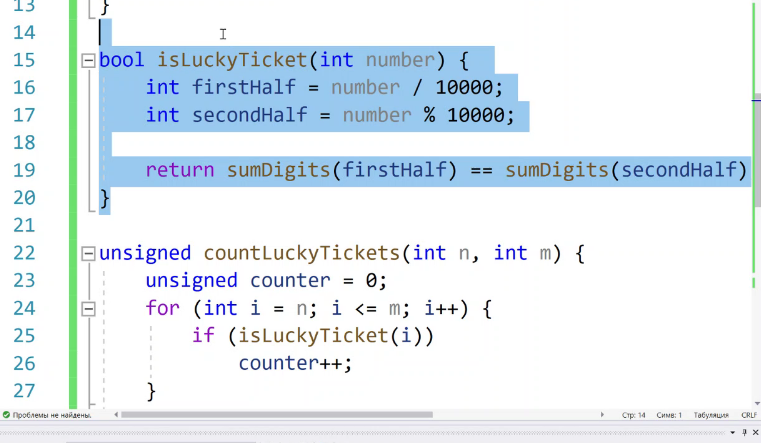 13 }
14
15 bool isLuckyTicket(int number) {
16 int firstHalf = number / 10000;
17 int secondHalf = number % 10000;
18
19 return sumDigits(firstHalf) == sumDigits(secondHalf)
20 }
21
22 unsigned countLuckyTickets(int n, int m) {
23 unsigned counter = 0;
24 for (int i = n; i <= m; i++) {
25 if (isLuckyTicket(i))
26 counter++;
27 }
Проблемы не найдены. Стр: 14 Симв: 1 Табуляция CRLF